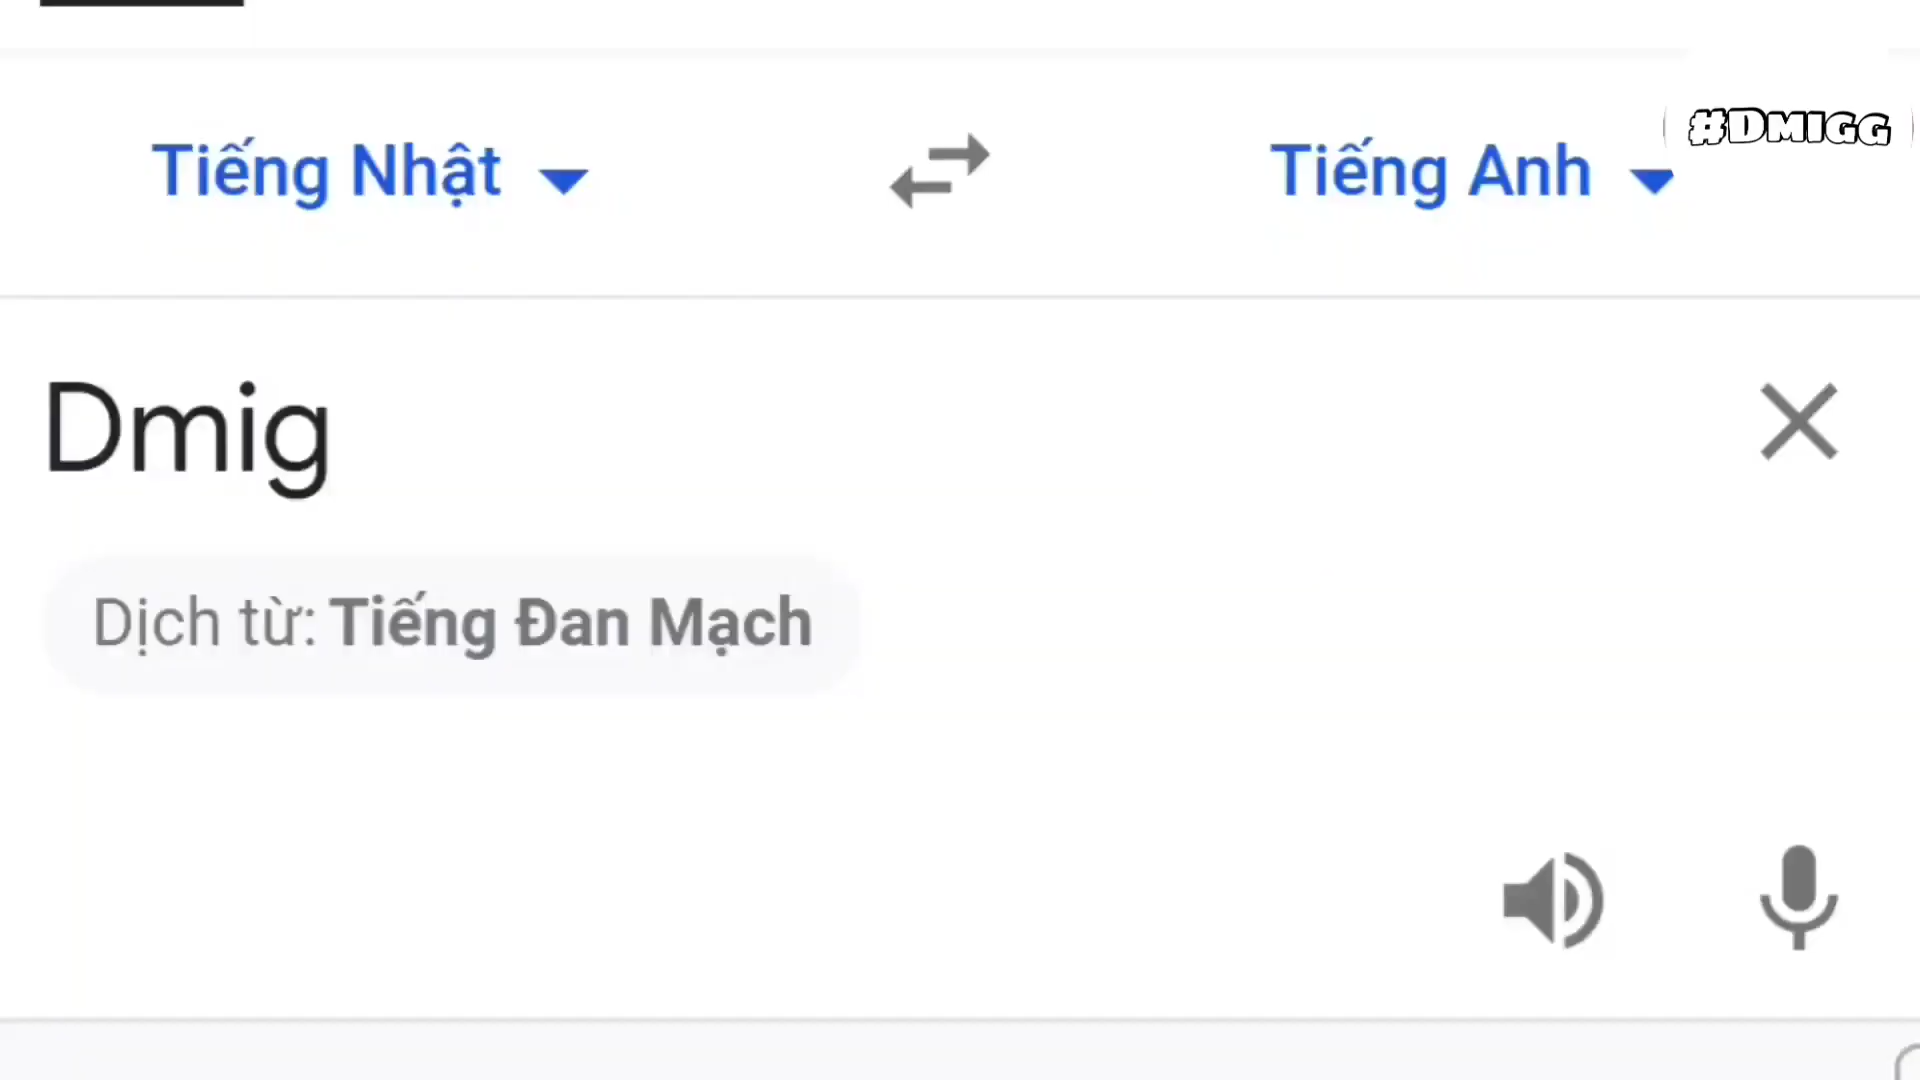 Tiếng Nhật
Tiếng Anh
#DMIGG
Dmig
Dịch từ: Tiếng Đan Mạch